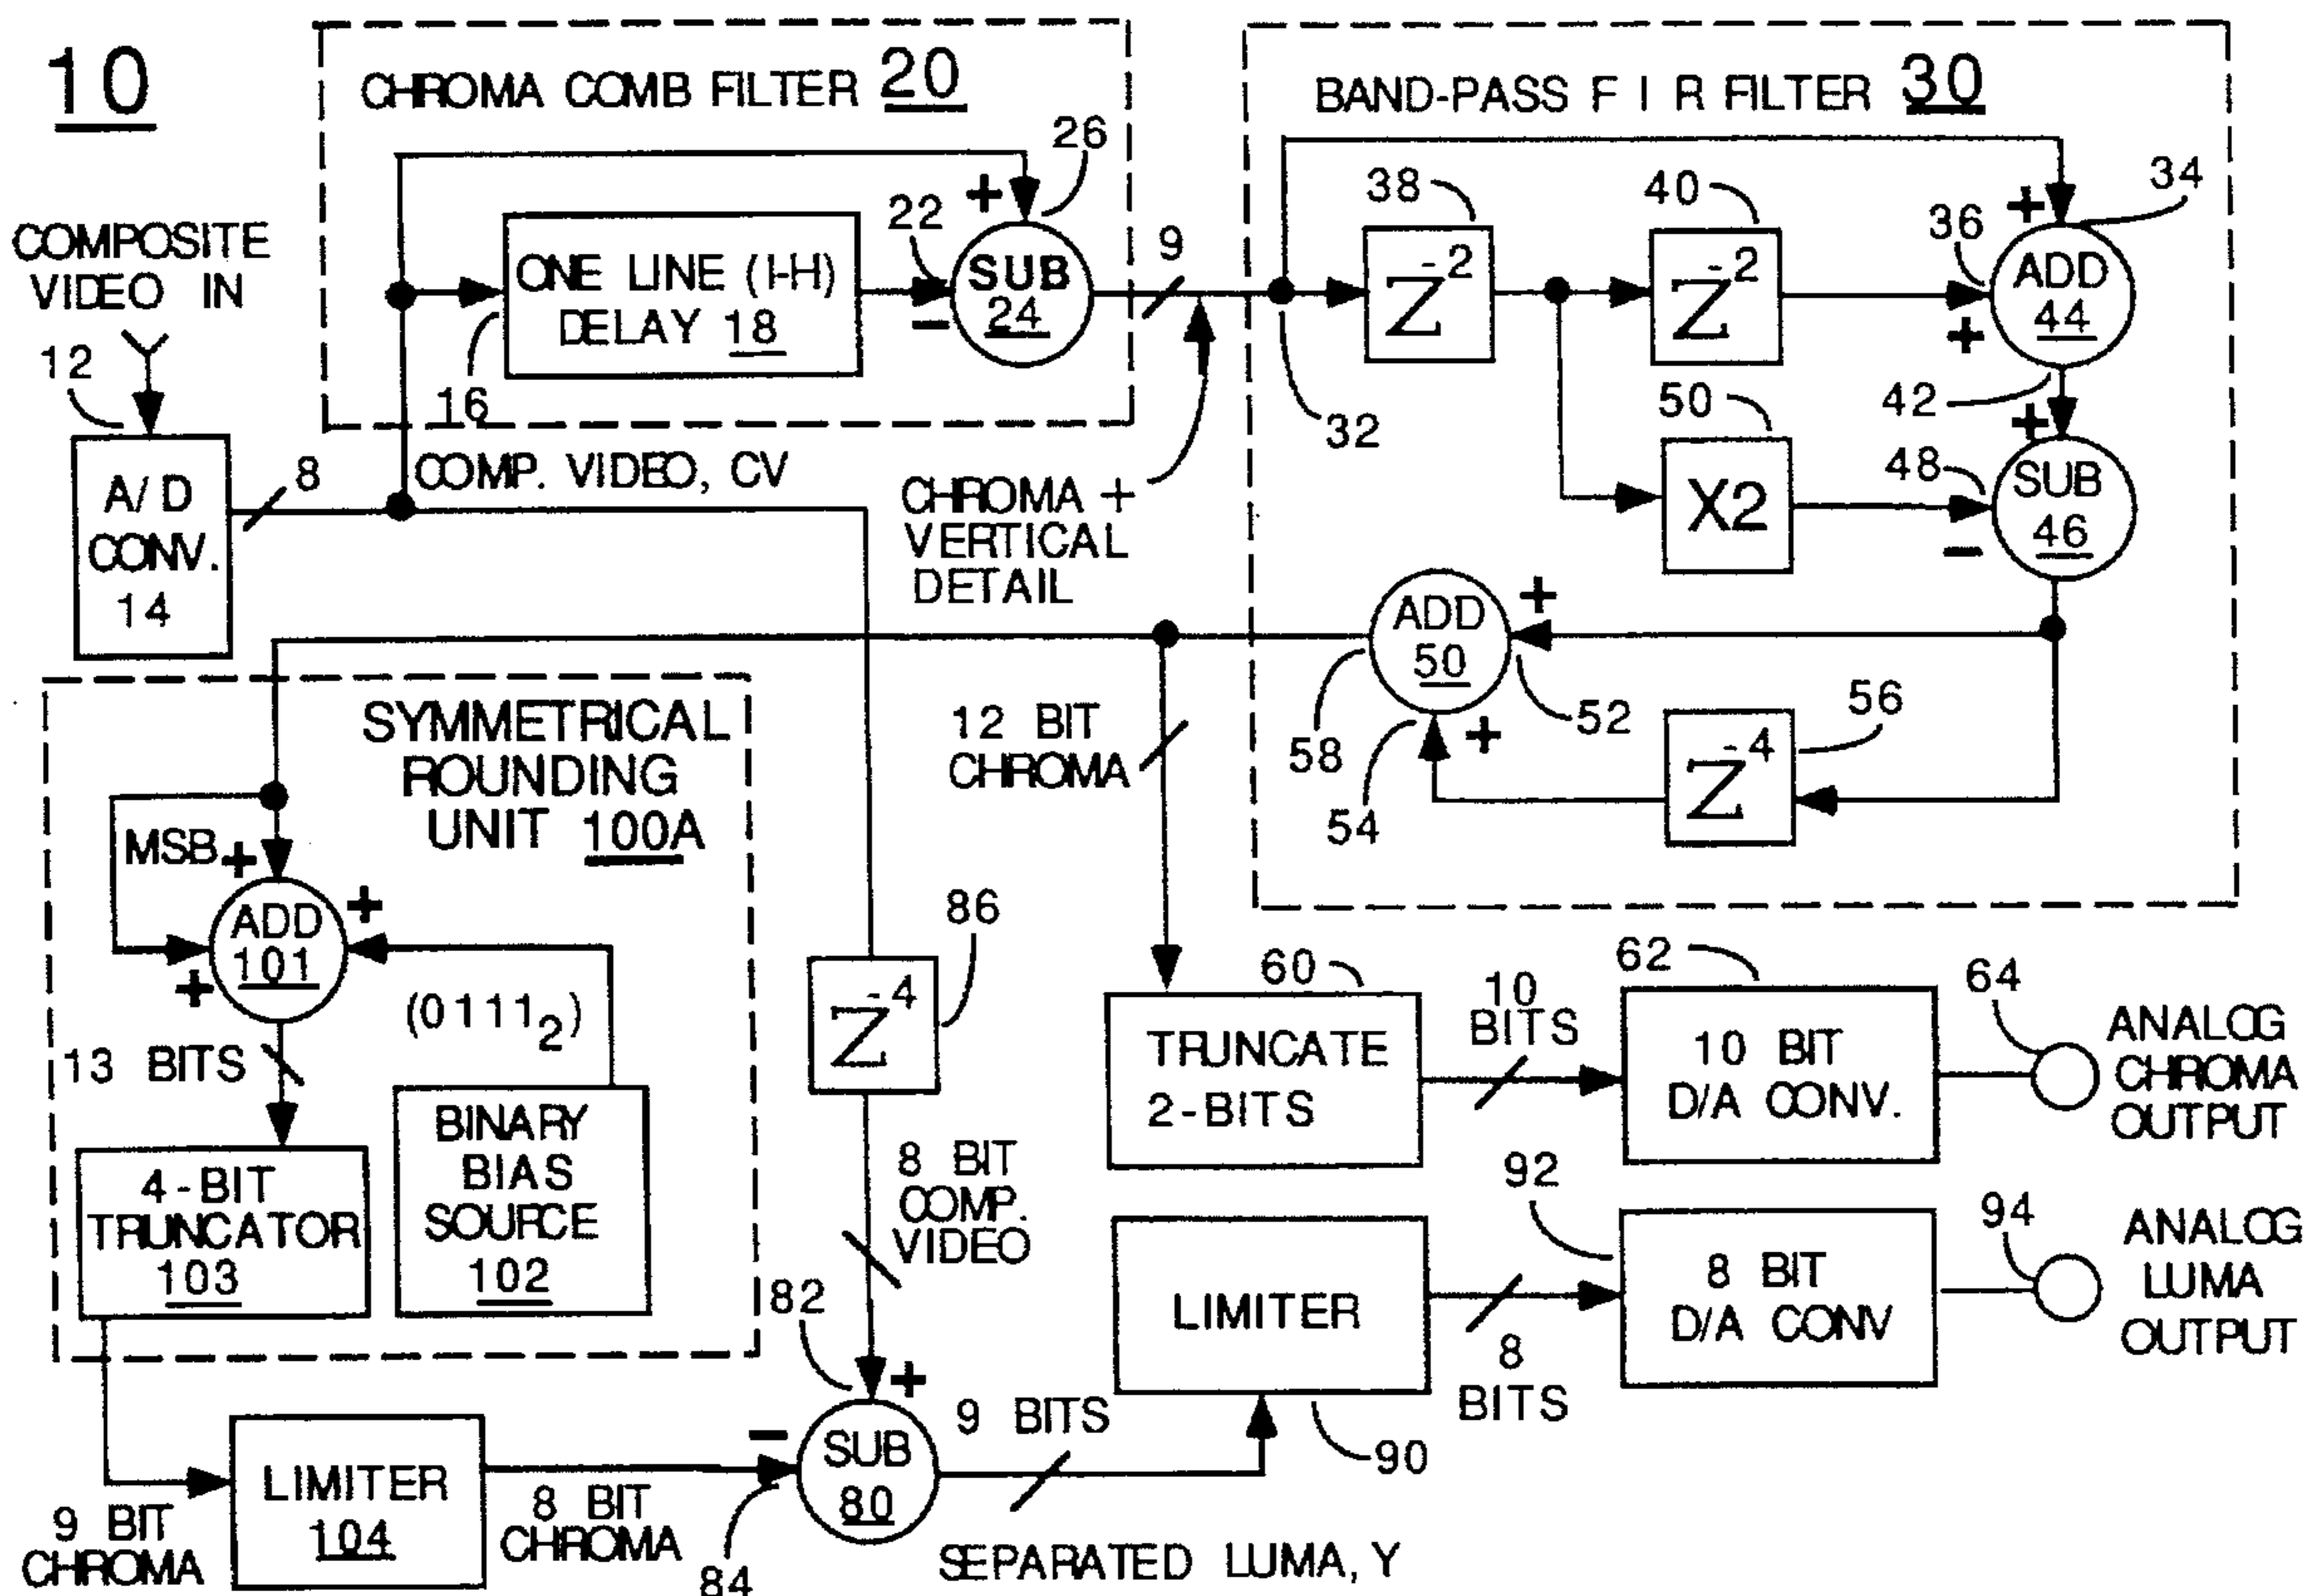 10
CHROMA COMB FILTER 20
BAND-PASS F I R FILTER 30
26
+
22
ONE LINE (1-H)
DELAY 18
SUB
24
−
16
9
38
Z-2
40
Z-2
34
+
36
ADD
44
+
COMPOSITE
VIDEO IN
12
A/D
CONV.
14
8
COMP. VIDEO, CV
CHROMA +
VERTICAL
DETAIL
32
50
X2
42
+
48
SUB
46
−
ADD
50
+
52
58
54
+
Z-4
56
12 BIT
CHROMA
SYMMETRICAL
ROUNDING
UNIT 100A
MSB
+
ADD
101
+
+
(01112)
13 BITS
4-BIT
TRUNCATOR
103
BINARY
BIAS
SOURCE
102
86
Z-4
8 BIT
COMP.
VIDEO
60
TRUNCATE
2-BITS
10
BITS
62
10 BIT
D/A CONV.
64
ANALOG
CHROMA
OUTPUT
82
+
LIMITER
90
8
BITS
92
8 BIT
D/A CONV
94
ANALOG
LUMA
OUTPUT
9 BIT
CHROMA
LIMITER
104
8 BIT
CHROMA
−
84
SUB
80
9 BITS
SEPARATED LUMA, Y